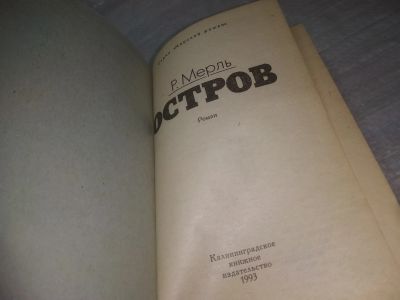 Р. Мерль
ОСТРОВ
Роман
Калининградское
книжное
издательство
1993